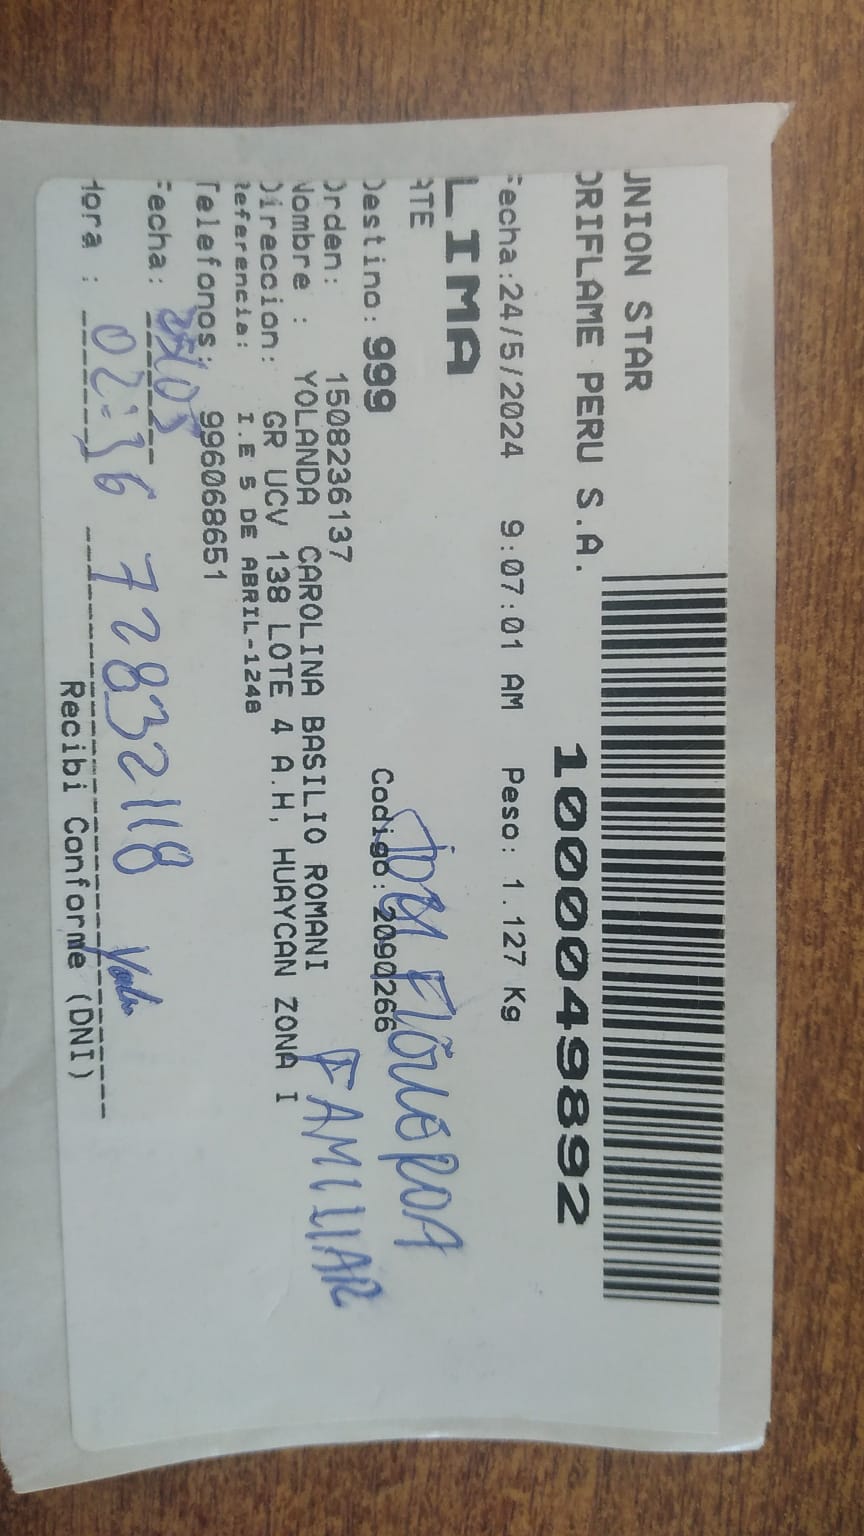 UNION STAR
ORIFLAME PERU S.A.
1000049892
Fecha:24/5/2024 9:07:01 AM Peso: 1.127 Kg
LIMA
ATE
Destino: 999 Codigo: 2090266
Orden: 1508236137
Nombre : YOLANDA CAROLINA BASILIO ROMANI
Direccion: GR UCV 138 LOTE 4 A.H, HUAYCAN ZONA I
FAMILIAR
Referencia: I.E 5 DE ABRIL-1248
Telefonos: 996068651
Fecha:
Hora : 02:36 72832118
Recibi Conforme (DNI)